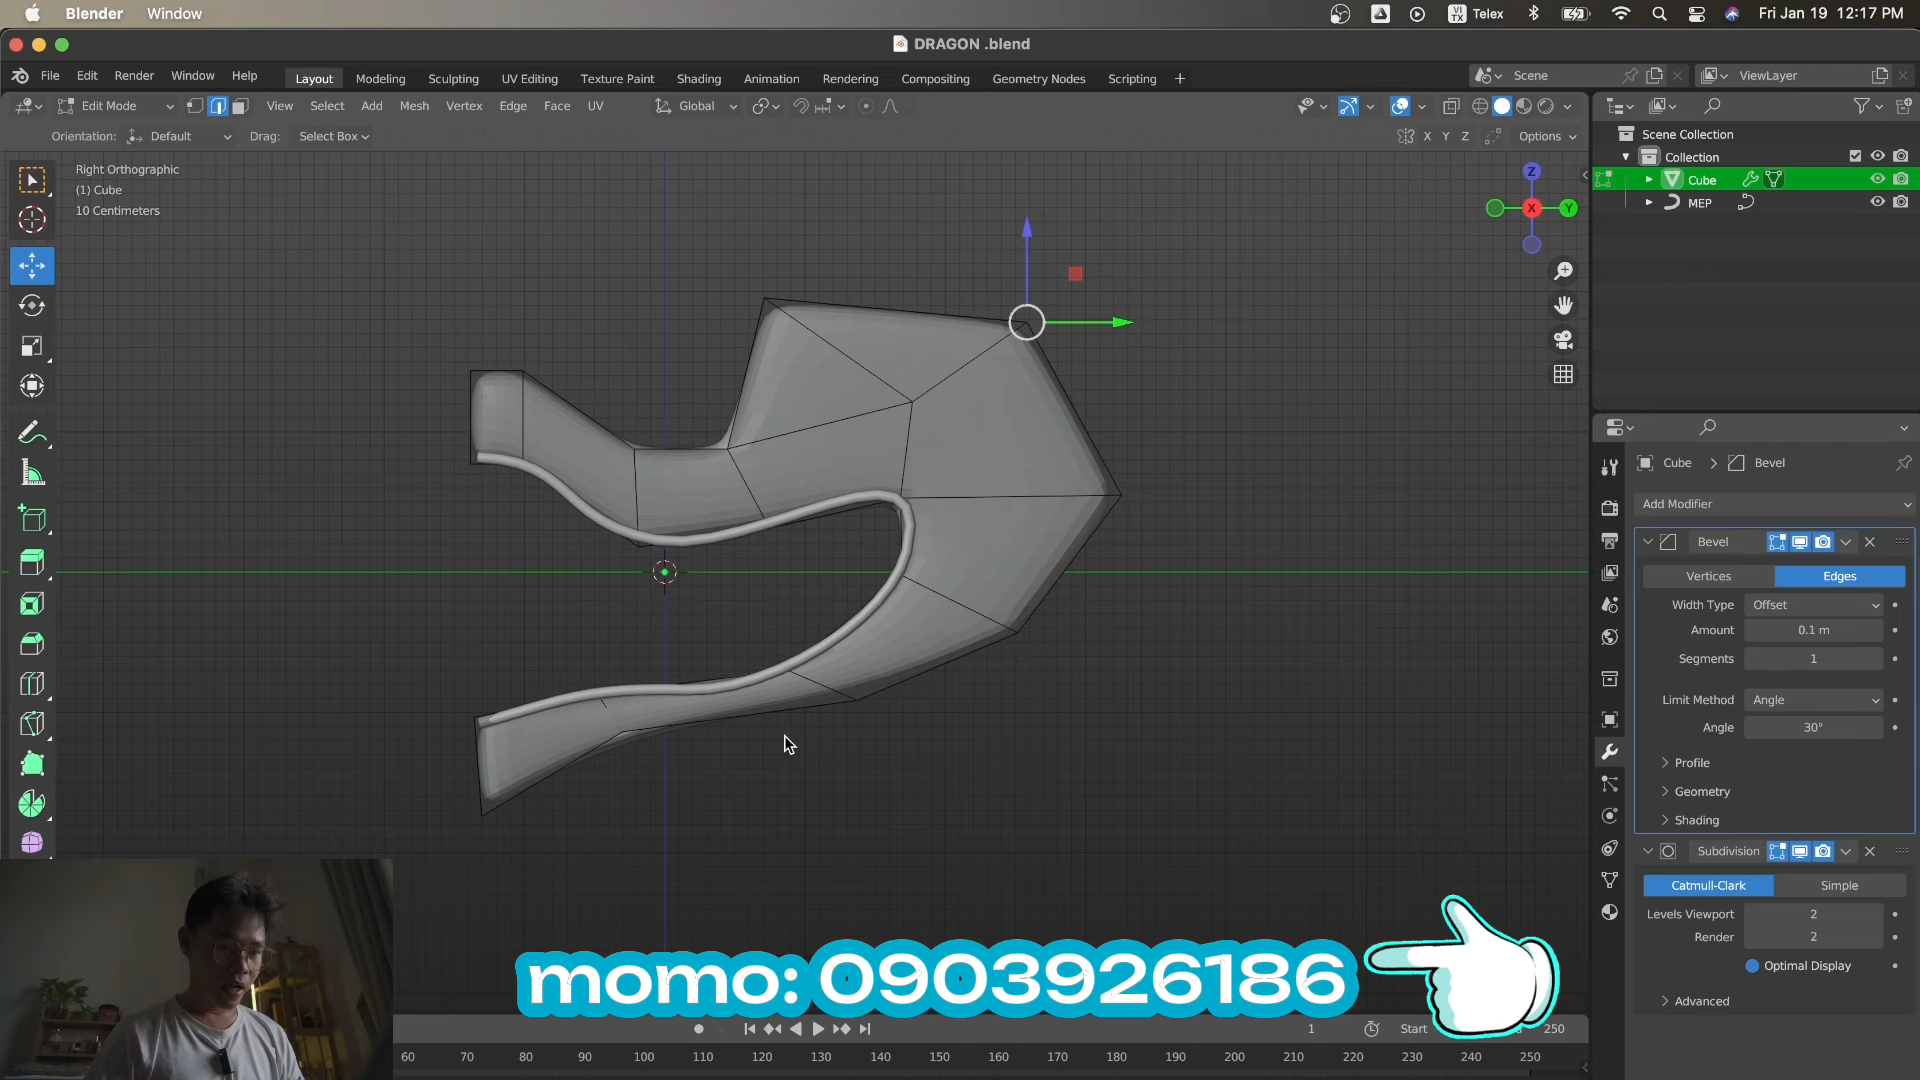 Blender Window
Telex Fri Jan 19 12:17 PM
DRAGON .blend
File Edit Render Window Help Layout Modeling Sculpting UV Editing Texture Paint Shading Animation Rendering Compositing Geometry Nodes Scripting + Scene ViewLayer
Edit Mode View Select Add Mesh Vertex Edge Face UV Global
Orientation: Default Drag: Select Box X Y Z Options
Right Orthographic
(1) Cube
10 Centimeters
Z
X
Y
Scene Collection
Collection
Cube
MEP
Cube > Bevel
Add Modifier
Bevel
Vertices Edges
Width Type Offset
Amount 0.1 m
Segments 1
Limit Method Angle
Angle 30°
Profile
Geometry
Shading
Subdivision
Catmull-Clark Simple
Levels Viewport 2
Render 2
Optimal Display
Advanced
momo: 0903926186
1 Start 250
60 70 80 90 100 110 120 130 140 150 160 170 180 190 200 210 220 230 240 250